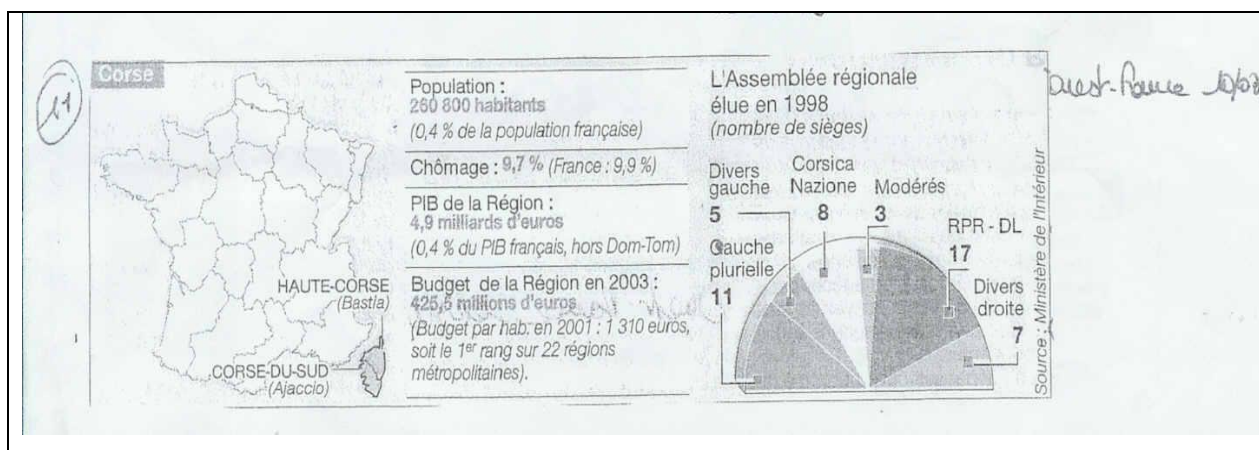 11
Corse
HAUTE-CORSE
(Bastia)
CORSE-DU-SUD
(Ajaccio)
Population :
260 800 habitants
(0,4 % de la population française)
Chômage : 9,7 % (France : 9,9 %)
PIB de la Région :
4,9 milliards d'euros
(0,4 % du PIB français, hors Dom-Tom)
Budget de la Région en 2003 :
425,5 millions d'euros
(Budget par hab. en 2001 : 1 310 euros,
soit le 1er rang sur 22 régions
métropolitaines).
L'Assemblée régionale
élue en 1998
(nombre de sièges)
Divers
gauche
5
Corsica
Nazione
8
Modérés
3
RPR - DL
17
Gauche
plurielle
11
Divers
droite
7
Source : Ministère de l'Intérieur
Ouest-France